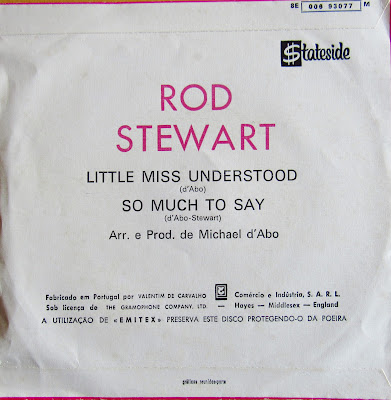 8E 006 93077 M
$tateside
ROD
STEWART
LITTLE MISS UNDERSTOOD
(d'Abo)
SO MUCH TO SAY
(d'Abo-Stewart)
Arr. e Prod. de Michael d'Abo
Fabricado em Portugal por VALENTIM DE CARVALHO Comércio e Indústria, S. A. R. L.
Sob licença de THE GRAMOPHONE COMPANY, LTD. — Hayes — Middlesex — England
A UTILIZAÇÃO DE «EMITEX» PRESERVA ESTE DISCO PROTEGENDO-O DA POEIRA